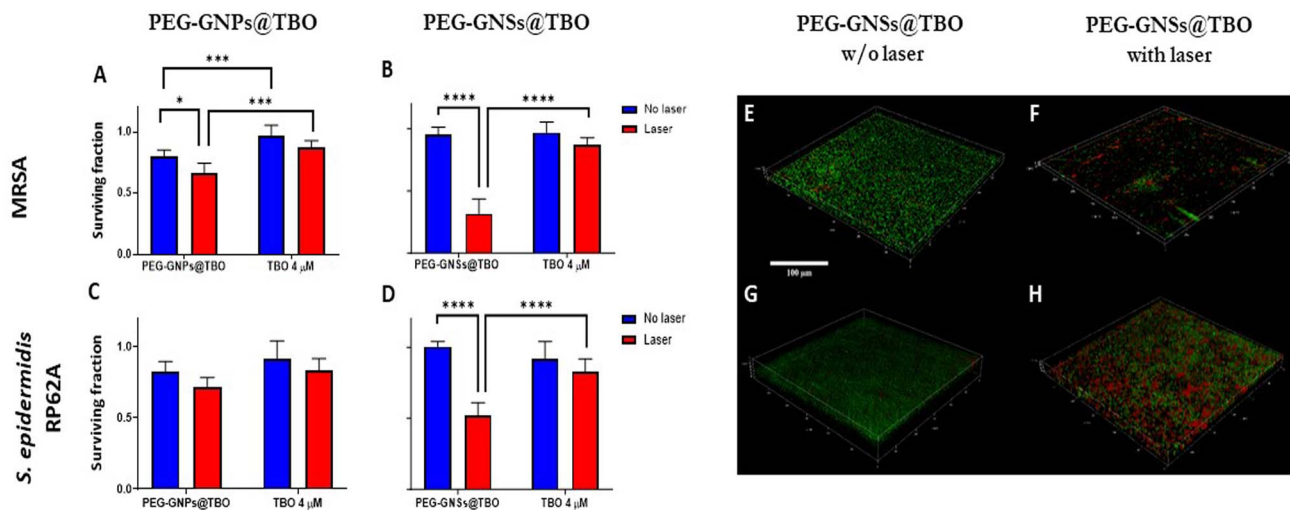 PEG-GNPs@TBO
PEG-GNSs@TBO
PEG-GNSs@TBO
w/o laser
PEG-GNSs@TBO
with laser
MRSA
A
***
*
***
Surviving fraction
1.0
0.5
0.0
PEG-GNPs@TBO
TBO 4 µM
B
****
****
No laser
Laser
PEG-GNSs@TBO
TBO 4 µM
E
100 µm
F
S. epidermidis
RP62A
C
Surviving fraction
1.0
0.5
0.0
PEG-GNPs@TBO
TBO 4 µM
D
****
****
No laser
Laser
PEG-GNSs@TBO
TBO 4 µM
G
H